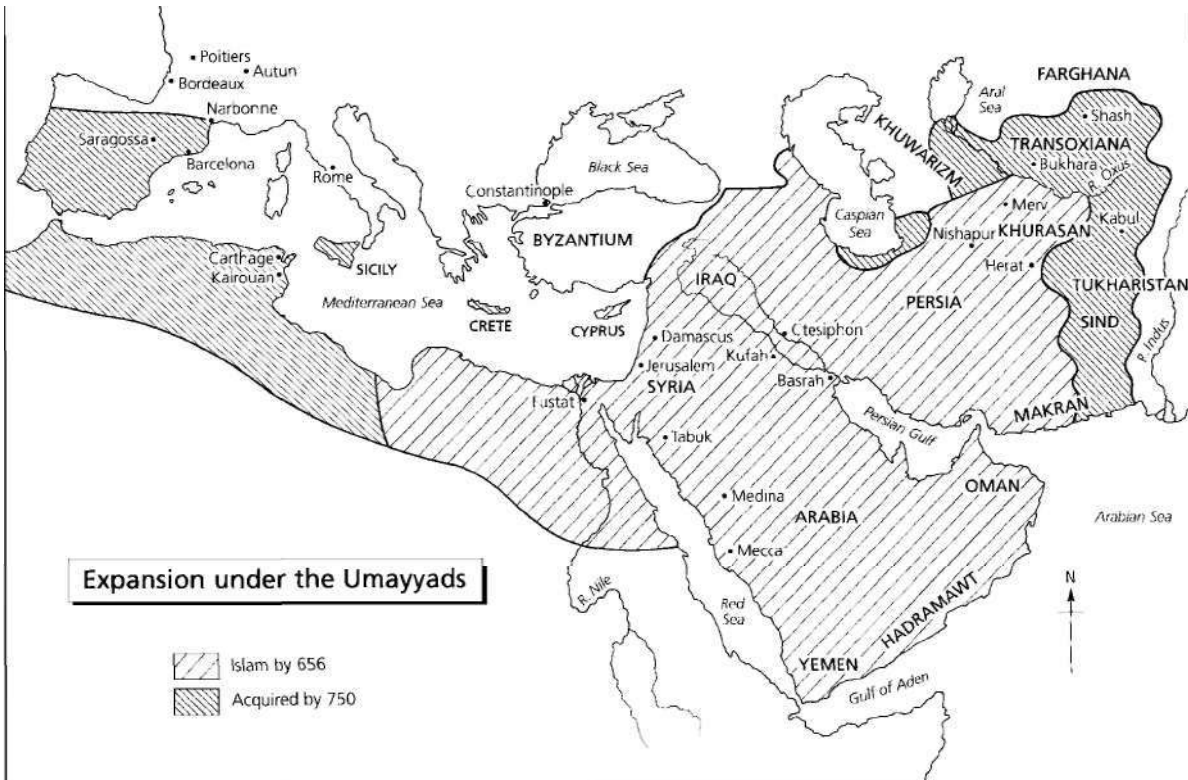 Poitiers
Autun
Bordeaux
Narbonne
Saragossa
Barcelona
Rome
Constantinople
Black Sea
BYZANTIUM
Aral Sea
FARGHANA
Shash
KHUWARIZM
TRANSOXIANA
Bukhara
R. Oxus
Caspian Sea
Merv
Kabul
Nishapur
KHURASAN
Herat
Carthage
Kairouan
SICILY
Mediterranean Sea
CRETE
CYPRUS
IRAQ
PERSIA
TUKHARISTAN
SIND
R. Indus
Damascus
Ctesiphon
Jerusalem
Kufah
SYRIA
Basrah
Fustat
MAKRAN
Persian Gulf
Tabuk
OMAN
Medina
ARABIA
Arabian Sea
Mecca
Expansion under the Umayyads
R. Nile
Red Sea
HADRAMAWT
N
YEMEN
Gulf of Aden
Islam by 656
Acquired by 750